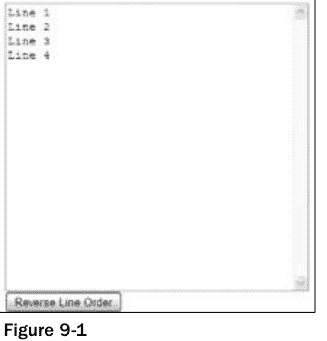 Line 1
Line 2
Line 3
Line 4
Reverse Line Order
Figure 9-1